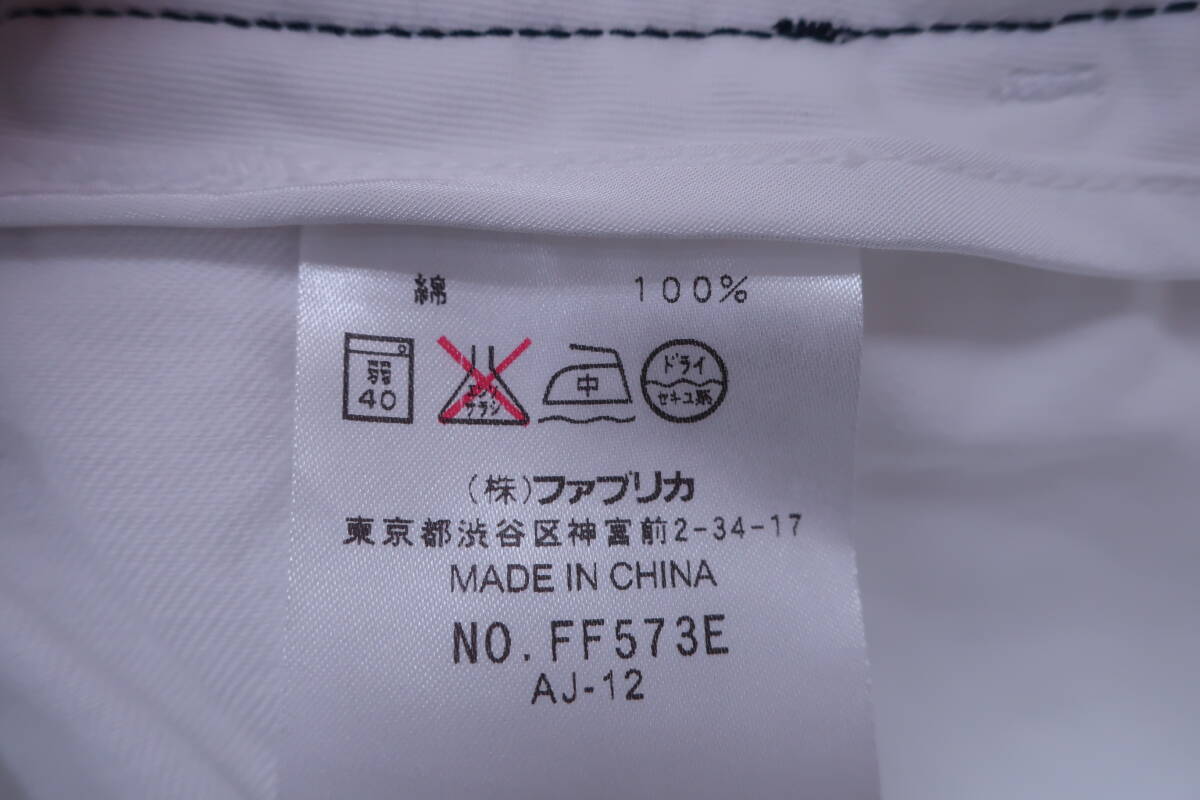 綿 100%
弱 40 エンソ サラシ 中 ドライ セキユ系
(株)ファブリカ
東京都渋谷区神宮前2-34-17
MADE IN CHINA
NO.FF573E
AJ-12